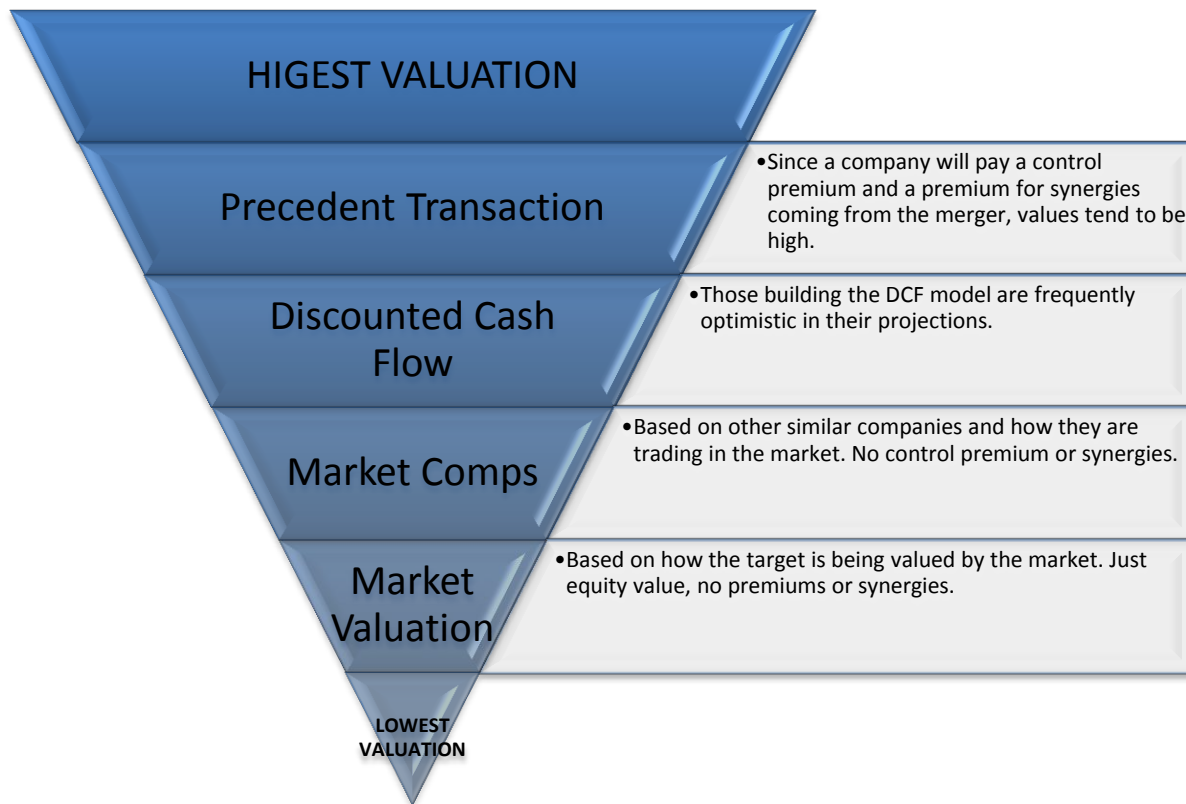 HIGEST VALUATION
Precedent Transaction
•Since a company will pay a control
premium and a premium for synergies
coming from the merger, values tend to be
high.
Discounted Cash
Flow
•Those building the DCF model are frequently
optimistic in their projections.
Market Comps
•Based on other similar companies and how they are
trading in the market. No control premium or synergies.
Market
Valuation
•Based on how the target is being valued by the market. Just
equity value, no premiums or synergies.
LOWEST
VALUATION